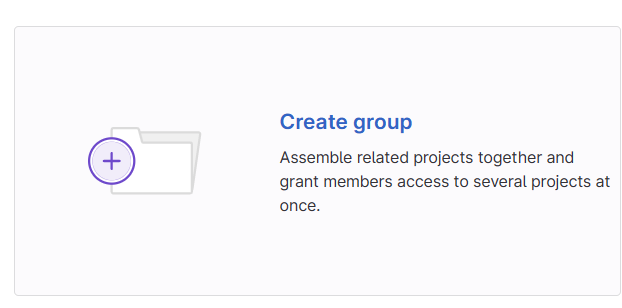 Create group
Assemble related projects together and
grant members access to several projects at
once.